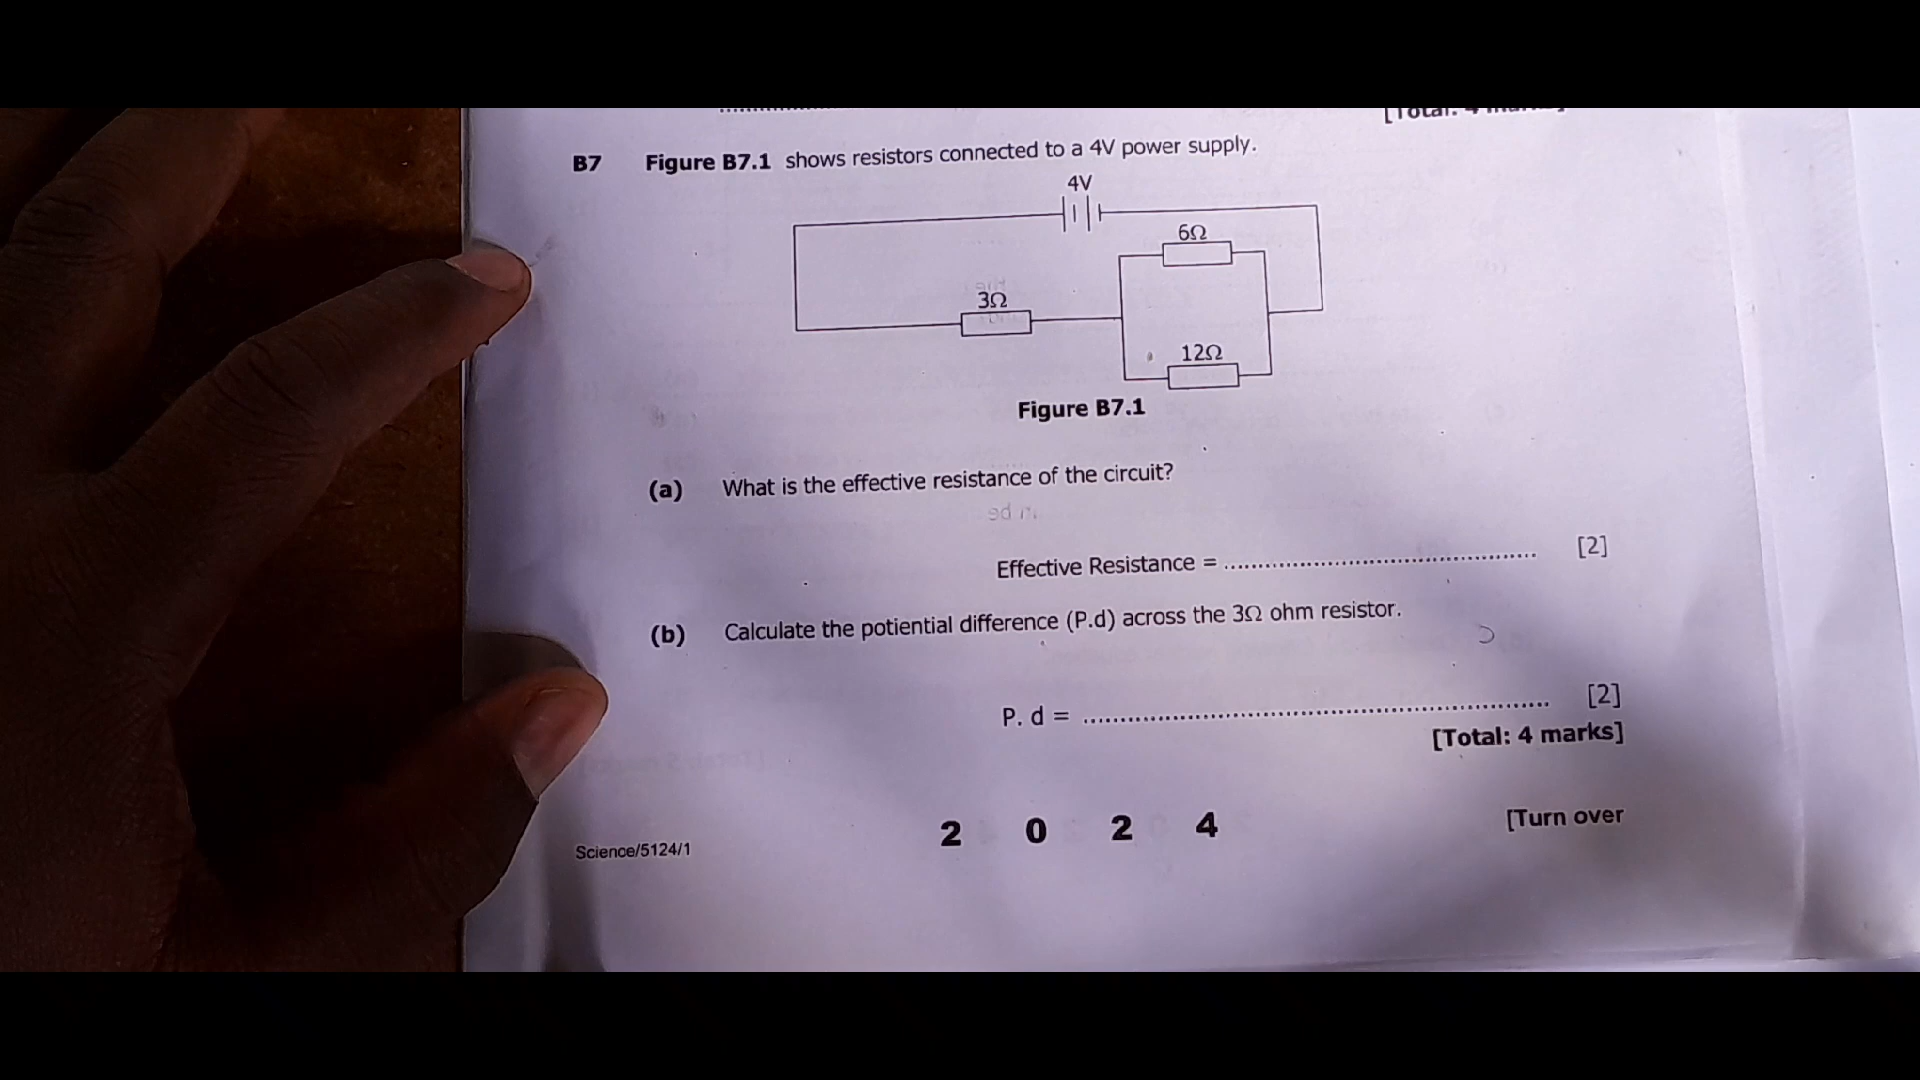 B7 Figure B7.1 shows resistors connected to a 4V power supply.
4V
6Ω
3Ω
12Ω
Figure B7.1
(a) What is the effective resistance of the circuit?
Effective Resistance = .......................................... [2]
(b) Calculate the potiential difference (P.d) across the 3Ω ohm resistor.
P. d = .............................................................. [2]
[Total: 4 marks]
Science/5124/1
2 0 2 4
[Turn over